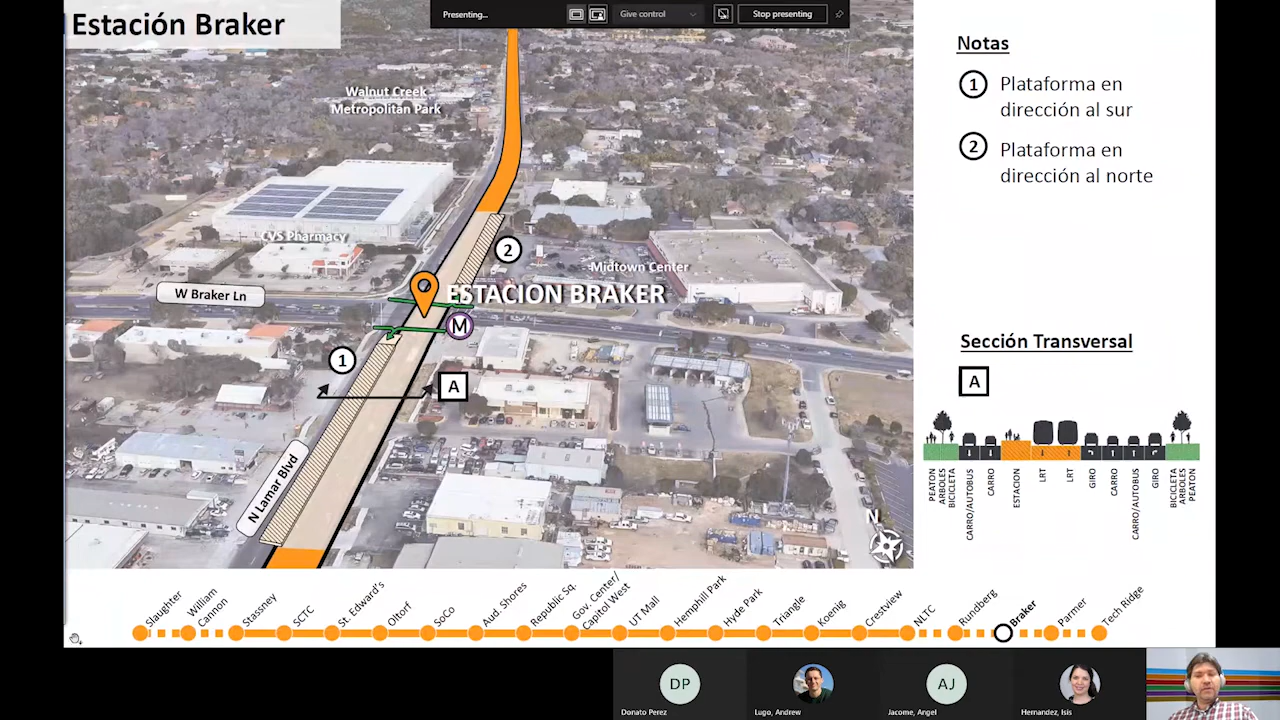 Estación Braker
Presenting...
Give control
Stop presenting
Walnut Creek
Metropolitan Park
CVS Pharmacy
2
Midtown Center
W Braker Ln
ESTACION BRAKER
M
1
A
N Lamar Blvd
N
Notas
1 Plataforma en
dirección al sur
2 Plataforma en
dirección al norte
Sección Transversal
A
PEATON
ARBOLES
BICICLETA
CARRO/AUTOBUS
CARRO
ESTACION
LRT
LRT
GIRO
CARRO
CARRO/AUTOBUS
GIRO
BICICLETA
ARBOLES
PEATON
Slaughter
William
Cannon
Stassney
SCTC
St. Edward's
Oltorf
SoCo
Aud. Shores
Republic Sq.
Gov. Center/
Capitol West
UT Mall
Hemphill Park
Hyde Park
Triangle
Koenig
Crestview
NLTC
Rundberg
Braker
Parmer
Tech Ridge
DP
Donato Perez
Lugo, Andrew
AJ
Jacome, Angel
Hernandez, Isis